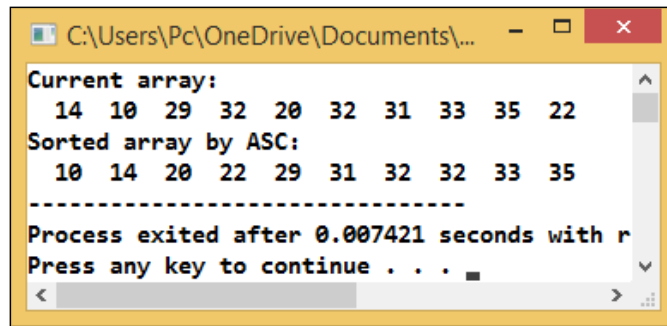 C:\Users\Pc\OneDrive\Documents\...
Current array:
14 10 29 32 20 32 31 33 35 22
Sorted array by ASC:
10 14 20 22 29 31 32 32 33 35
--------------------------------
Process exited after 0.007421 seconds with r
Press any key to continue . . .